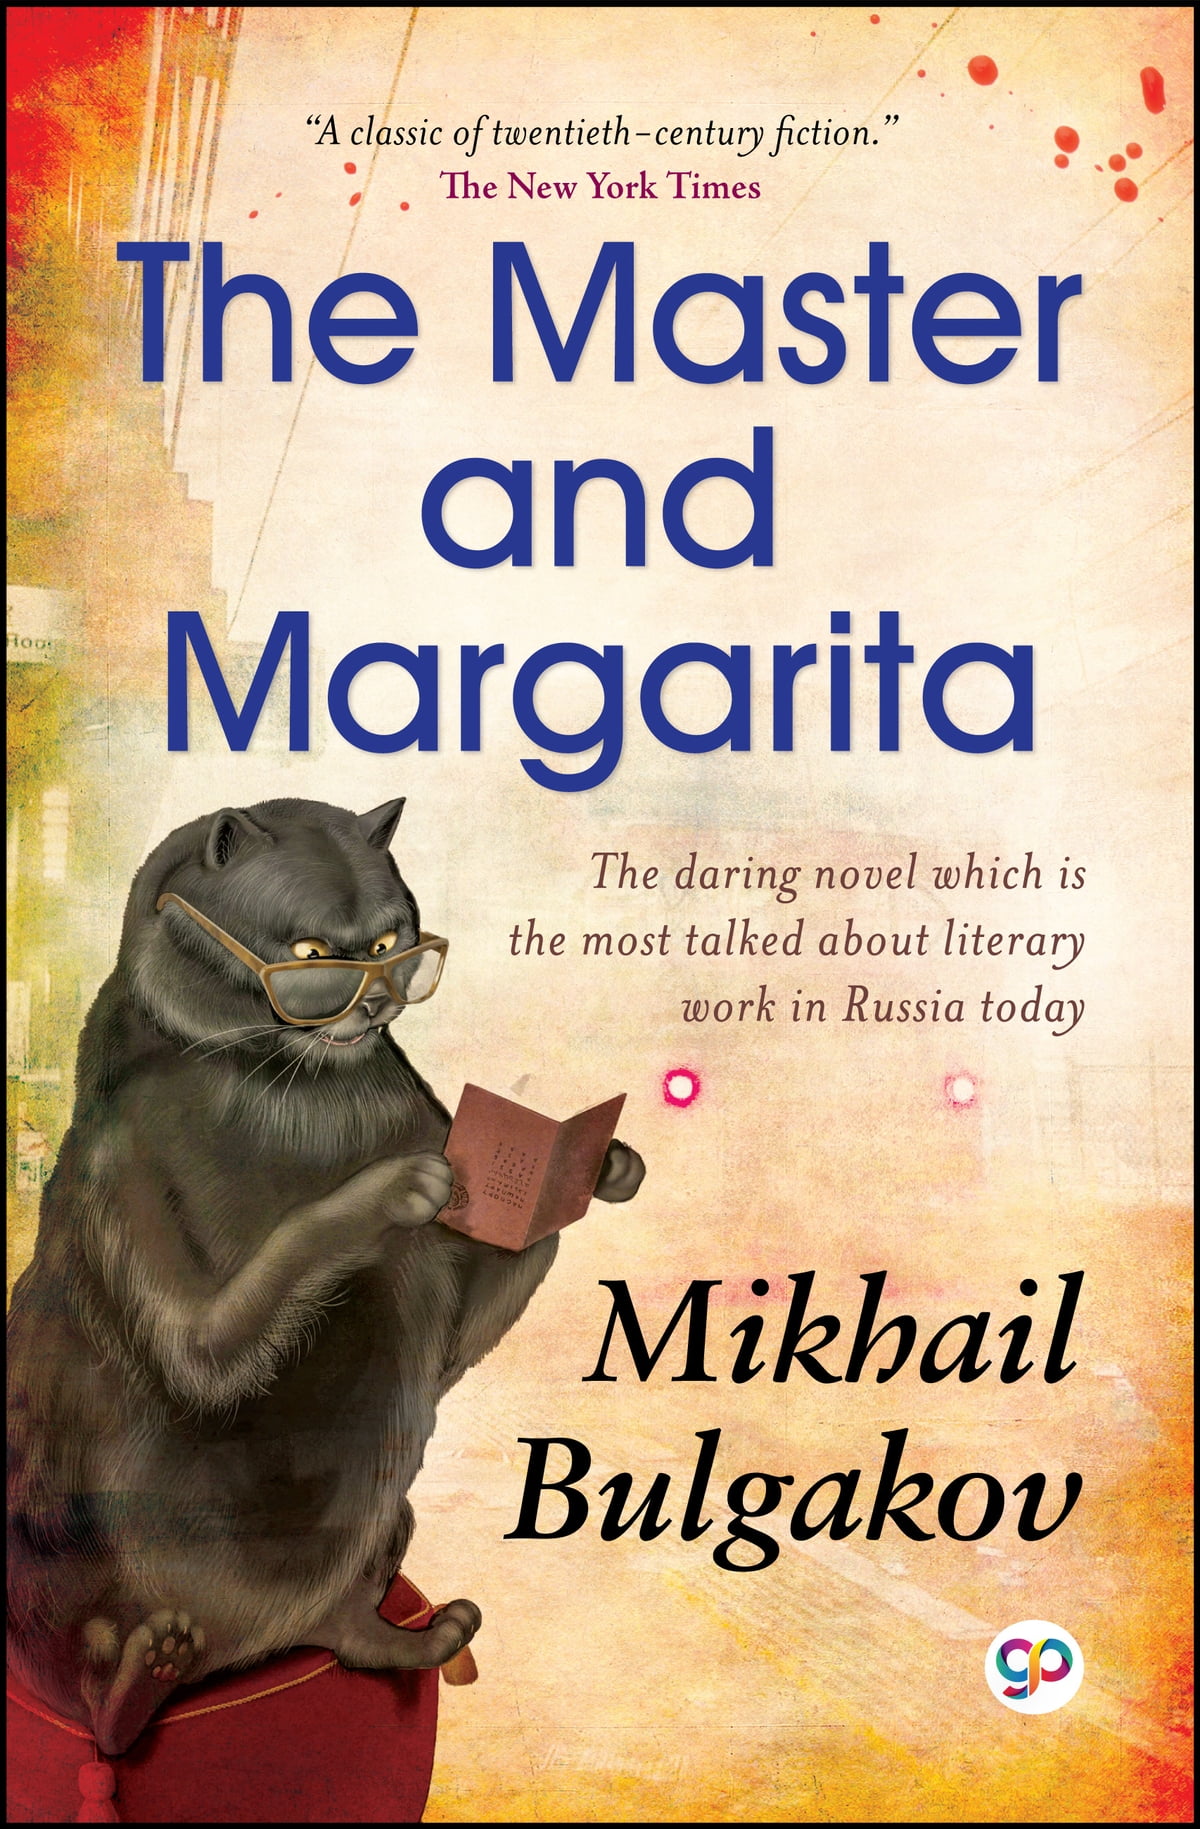 “A classic of twentieth-century fiction.”
The New York Times
The Master
and
Margarita
The daring novel which is
the most talked about literary
work in Russia today
Mikhail
Bulgakov
gp